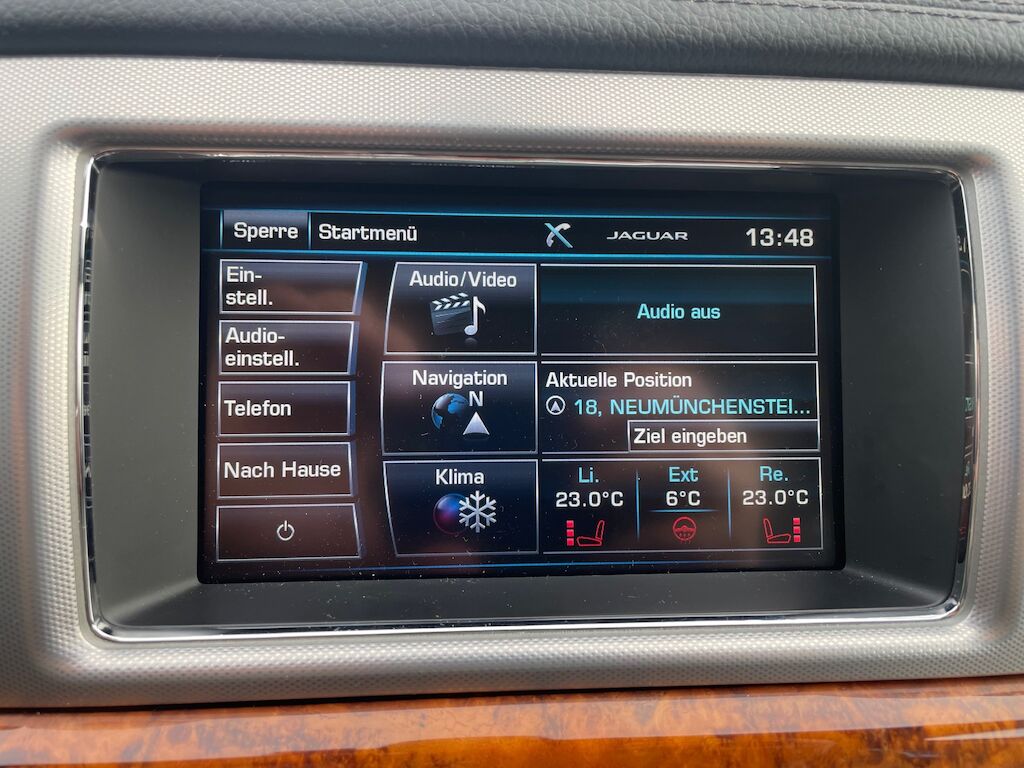 Sperre
Startmenü
JAGUAR
13:48
Ein-
stell.
Audio-
einstell.
Telefon
Nach Hause
Audio/Video
Audio aus
Navigation
N
Aktuelle Position
18, NEUMÜNCHENSTEI...
Ziel eingeben
Klima
Li.
23.0°C
Ext
6°C
Re.
23.0°C